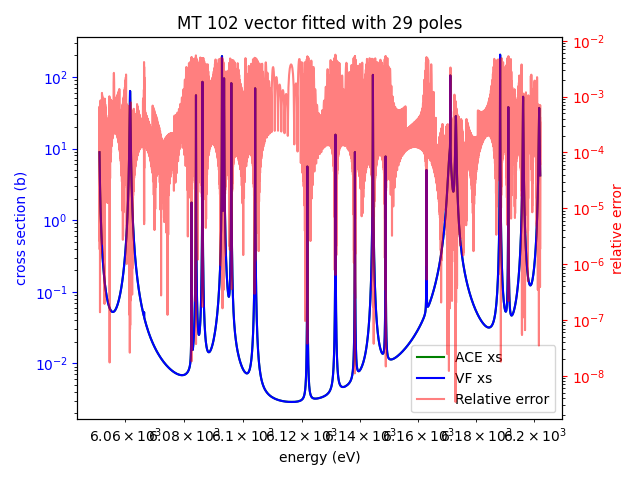 MT 102 vector fitted with 29 poles
cross section (b)
10² 10¹ 10⁰ 10⁻¹ 10⁻²
10⁻² 10⁻³ 10⁻⁴ 10⁻⁵ 10⁻⁶ 10⁻⁷ 10⁻⁸
relative error
ACE xs
VF xs
Relative error
6.06 × 10³ 6.08 × 10³ 6.1 × 10³ 6.12 × 10³ 6.14 × 10³ 6.16 × 10³ 6.18 × 10³ 6.2 × 10³
energy (eV)